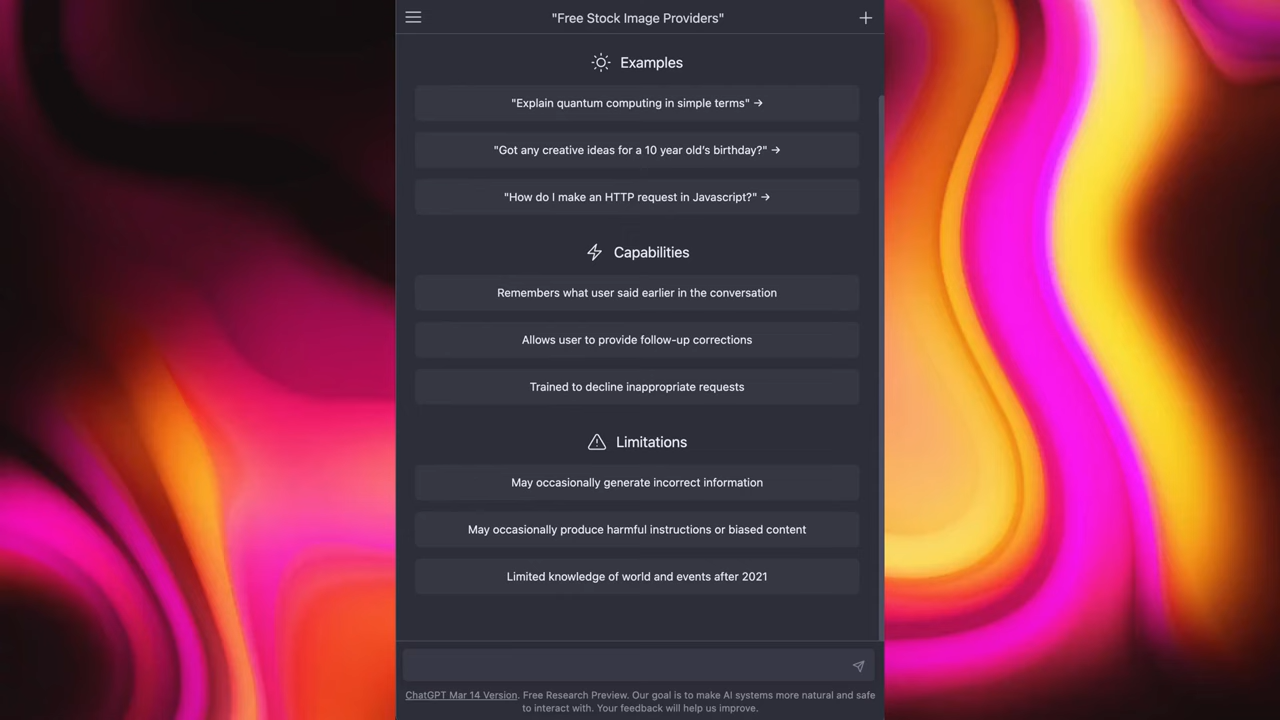 "Free Stock Image Providers"
Examples
"Explain quantum computing in simple terms" →
"Got any creative ideas for a 10 year old's birthday?" →
"How do I make an HTTP request in Javascript?" →
Capabilities
Remembers what user said earlier in the conversation
Allows user to provide follow-up corrections
Trained to decline inappropriate requests
Limitations
May occasionally generate incorrect information
May occasionally produce harmful instructions or biased content
Limited knowledge of world and events after 2021
ChatGPT Mar 14 Version. Free Research Preview. Our goal is to make AI systems more natural and safe
to interact with. Your feedback will help us improve.